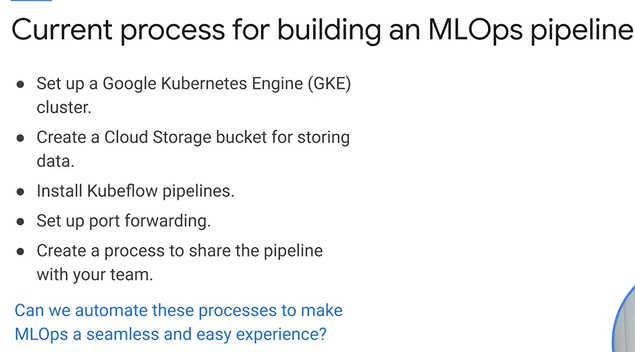 Current process for building an MLOps pipeline
● Set up a Google Kubernetes Engine (GKE)
cluster.
● Create a Cloud Storage bucket for storing
data.
● Install Kubeflow pipelines.
● Set up port forwarding.
● Create a process to share the pipeline
with your team.
Can we automate these processes to make
MLOps a seamless and easy experience?